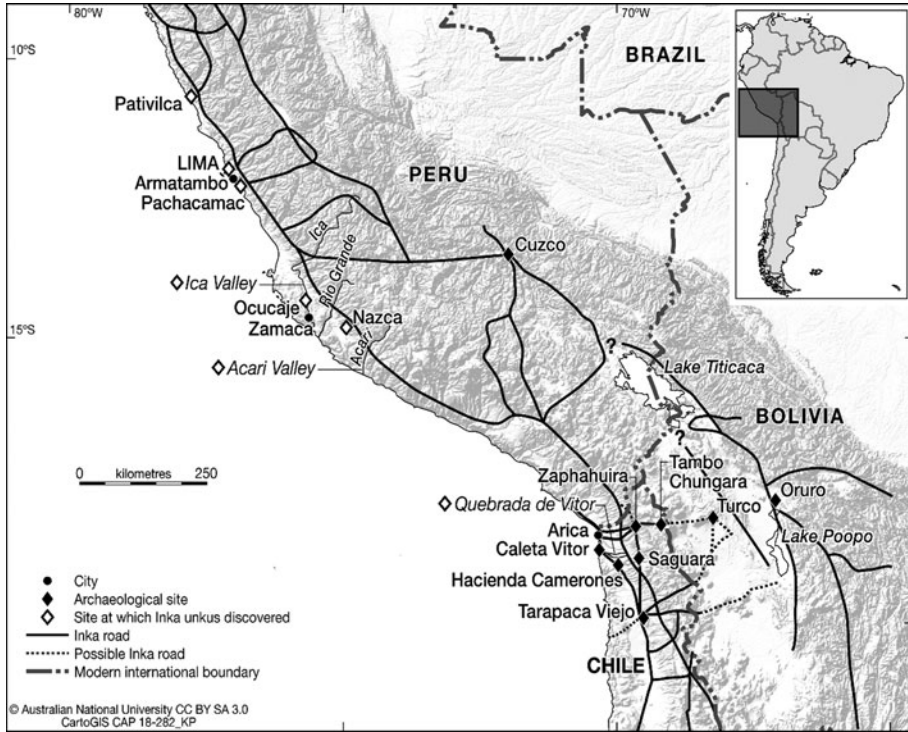 80°W
70°W
10°S
BRAZIL
Pativilca
LIMA
Armatambo
Pachacamac
PERU
Ica
Cuzco
Rio Grande
Ica Valley
Ocucaje
Zamaca
Nazca
15°S
Acari
Acari Valley
?
Lake Titicaca
BOLIVIA
?
0 kilometres 250
Zaphahuira
Tambo
Chungara
Quebrada de Vitor
Turco
Oruro
Arica
Lake Poopo
Caleta Vitor
Saguara
Hacienda Camerones
Tarapaca Viejo
CHILE
City
Archaeological site
Site at which Inka unkus discovered
Inka road
Possible Inka road
Modern international boundary
© Australian National University CC BY SA 3.0
CartoGIS CAP 18-282_KP